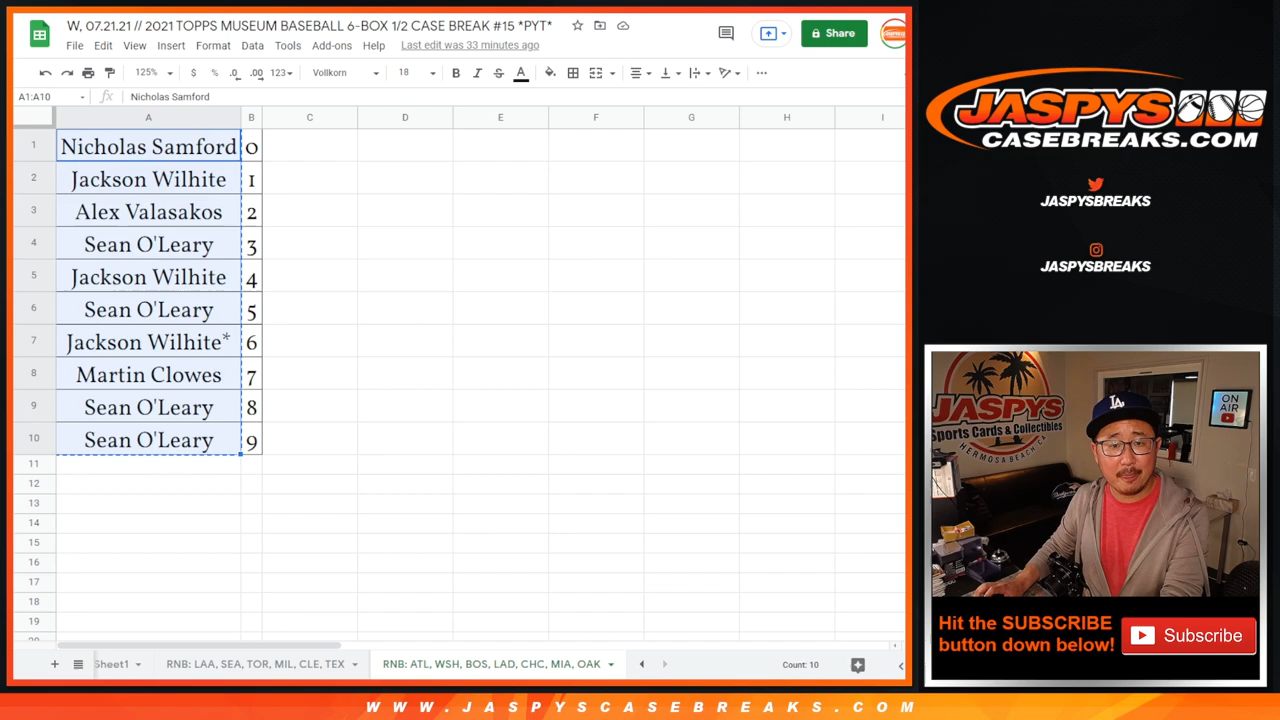 W, 07.21.21 // 2021 TOPPS MUSEUM BASEBALL 6-BOX 1/2 CASE BREAK #15 *PYT*
File Edit View Insert Format Data Tools Add-ons Help Last edit was 33 minutes ago
Share
125% $ % .0 .00 123 Vollkorn 18 B I S A
A1:A10 fx Nicholas Samford
A B C D E F G H I
1 Nicholas Samford 0
2 Jackson Wilhite 1
3 Alex Valasakos 2
4 Sean O'Leary 3
5 Jackson Wilhite 4
6 Sean O'Leary 5
7 Jackson Wilhite* 6
8 Martin Clowes 7
9 Sean O'Leary 8
10 Sean O'Leary 9
11
12
13
14
15
16
17
18
19
Sheet1 RNB: LAA, SEA, TOR, MIL, CLE, TEX RNB: ATL, WSH, BOS, LAD, CHC, MIA, OAK Count: 10
JASPYS
CASEBREAKS.COM
JASPYSBREAKS
JASPYSBREAKS
JASPYS
Sports Cards & Collectibles
HERMOSA BEACH, CA
ON AIR
LA
Hit the SUBSCRIBE
button down below!
Subscribe
WWW.JASPYSCASEBREAKS.COM